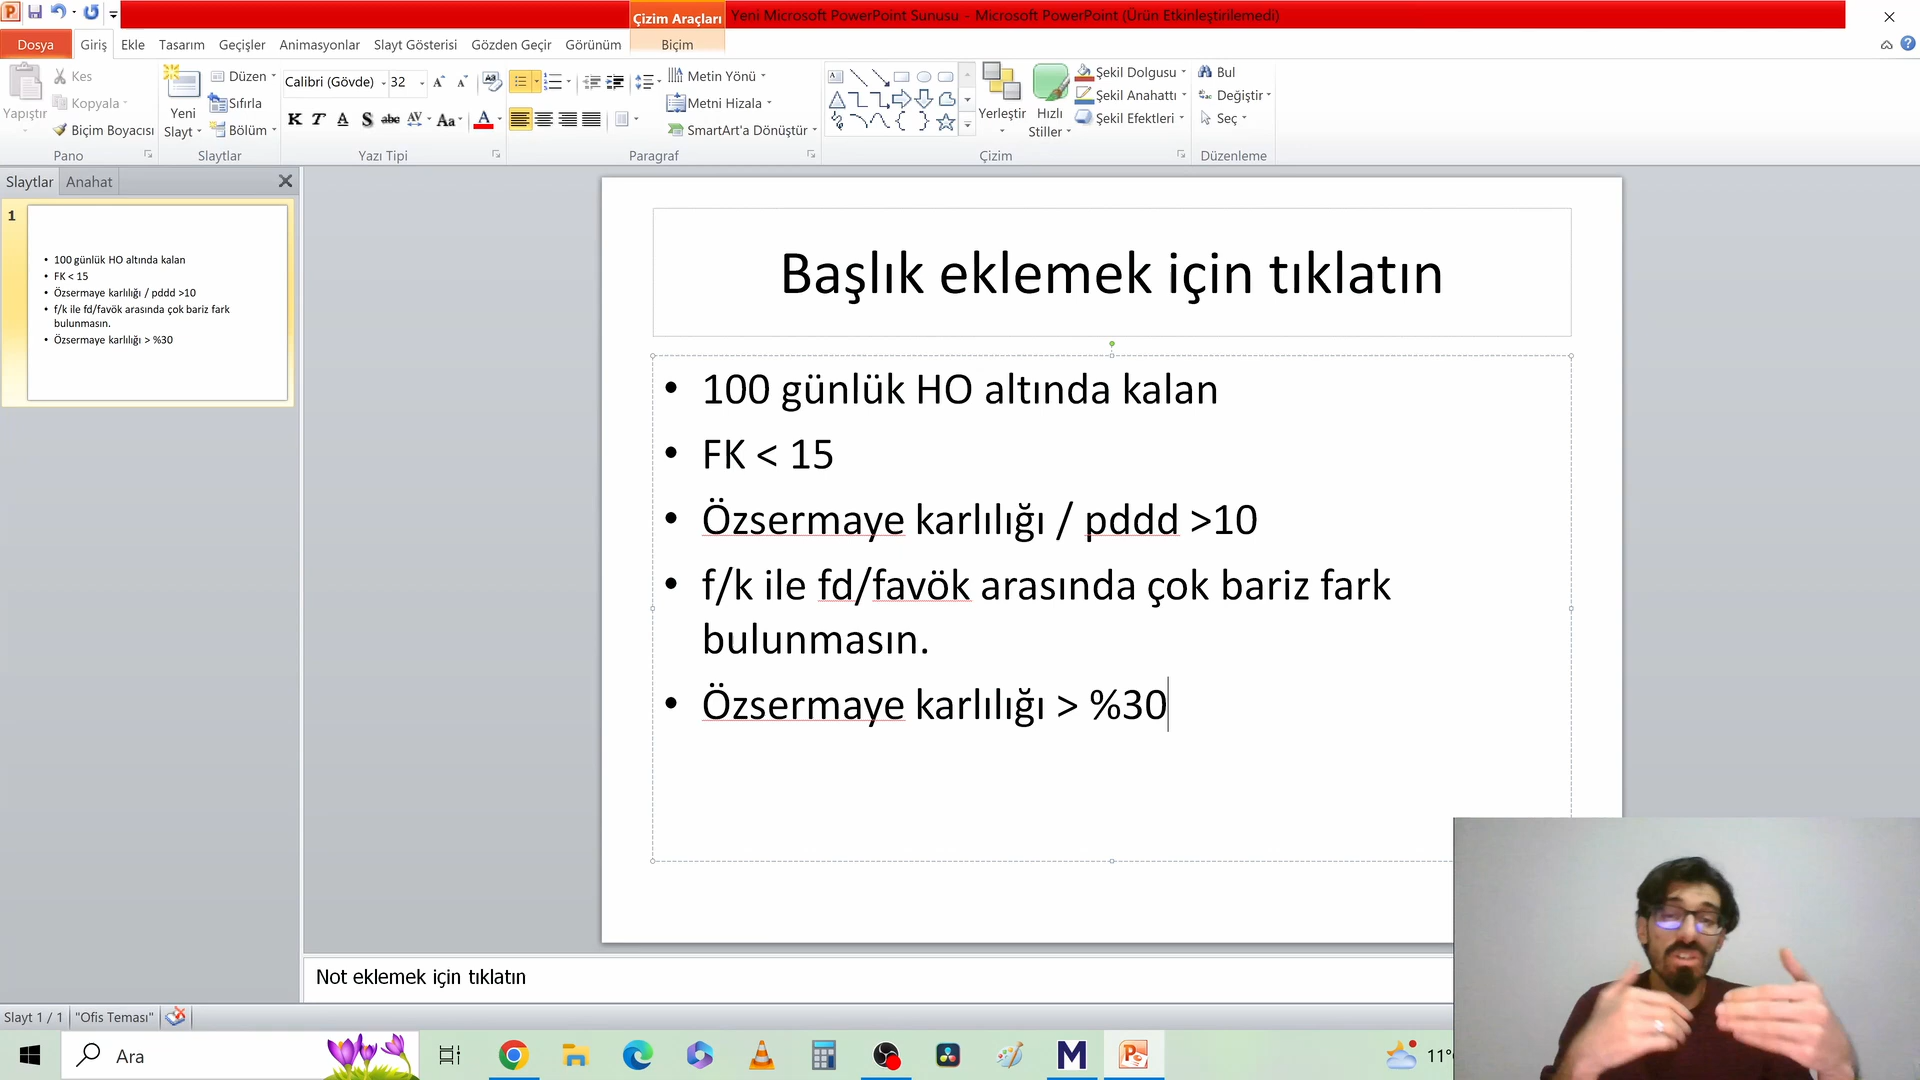 Çizim Araçları
Yeni Microsoft PowerPoint Sunusu - Microsoft PowerPoint (Ürün Etkinleştirilemedi)
Dosya Giriş Ekle Tasarım Geçişler Animasyonlar Slayt Gösterisi Gözden Geçir Görünüm Biçim
Yapıştır
Kes
Kopyala
Biçim Boyacısı
Pano
Yeni
Slayt
Düzen
Sıfırla
Bölüm
Slaytlar
Calibri (Gövde) 32
K T A S abc AV Aa A
Yazı Tipi
Metin Yönü
Metni Hizala
SmartArt'a Dönüştür
Paragraf
Yerleştir
Hızlı
Stiller
Şekil Dolgusu
Şekil Anahattı
Şekil Efektleri
Çizim
Bul
Değiştir
Seç
Düzenleme
Slaytlar Anahat
1
• 100 günlük HO altında kalan
• FK < 15
• Özsermaye karlılığı / pddd >10
• f/k ile fd/favök arasında çok bariz fark
bulunmasın.
• Özsermaye karlılığı > %30
Başlık eklemek için tıklatın
• 100 günlük HO altında kalan
• FK < 15
• Özsermaye karlılığı / pddd >10
• f/k ile fd/favök arasında çok bariz fark
bulunmasın.
• Özsermaye karlılığı > %30
Not eklemek için tıklatın
Slayt 1 / 1 "Ofis Teması"
Ara
11°